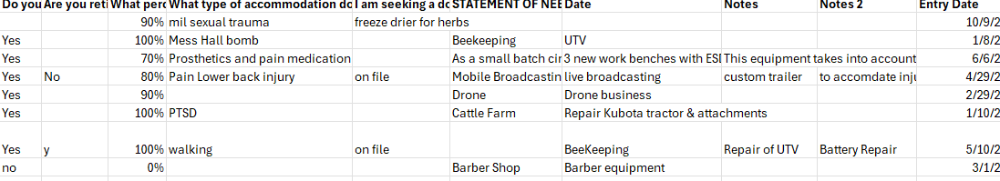 Do you Are you reti What perc What type of accommodation dc I am seeking a dc STATEMENT OF NEE Date Notes Notes 2 Entry Date
90% mil sexual trauma freeze drier for herbs 10/9/2
Yes 100% Mess Hall bomb Beekeeping UTV 1/8/2
Yes 70% Prosthetics and pain medication As a small batch cir 3 new work benches with ESI This equipment takes into account 6/6/2
Yes No 80% Pain Lower back injury on file Mobile Broadcastin live broadcasting custom trailer to accomdate inju 4/29/2
Yes 90% Drone Drone business 2/29/2
Yes 100% PTSD Cattle Farm Repair Kubota tractor & attachments 1/10/2
Yes y 100% walking on file BeeKeeping Repair of UTV Battery Repair 5/10/2
no 0% Barber Shop Barber equipment 3/1/2